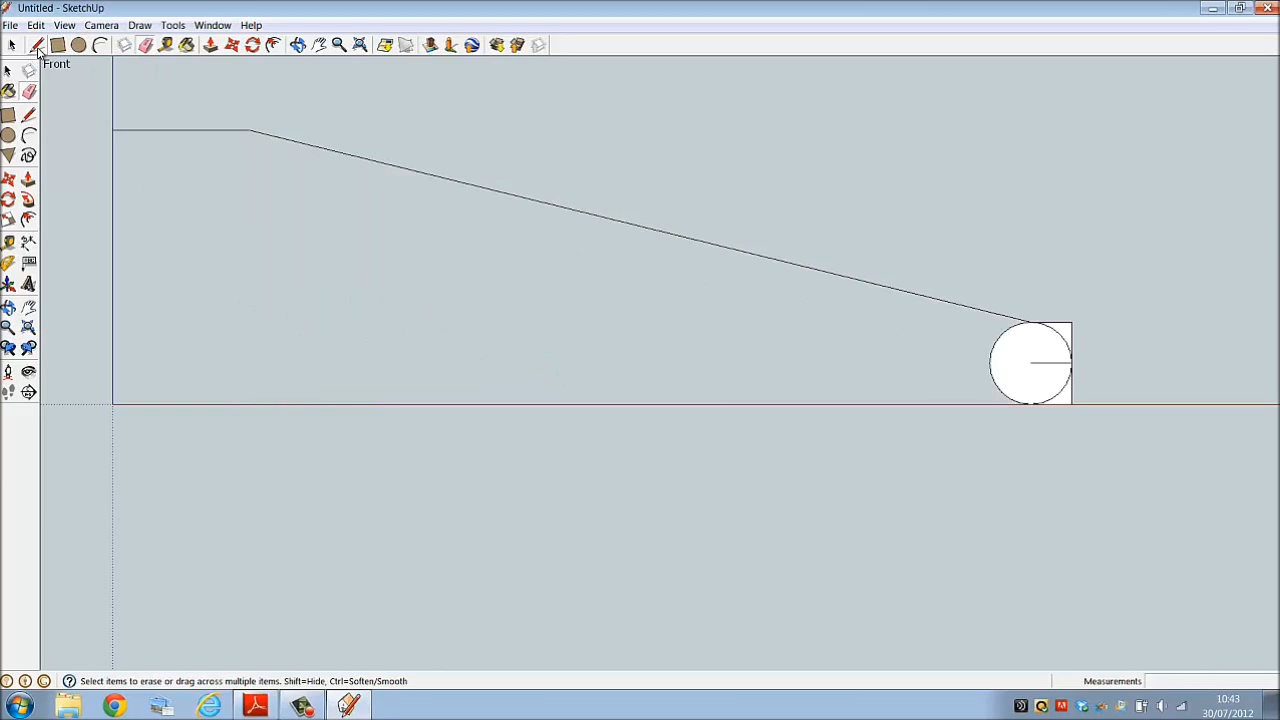 Untitled - SketchUp
File Edit View Camera Draw Tools Window Help
Front
Select items to erase or drag across multiple items. Shift=Hide, Ctrl=Soften/Smooth
Measurements
10:43
30/07/2012